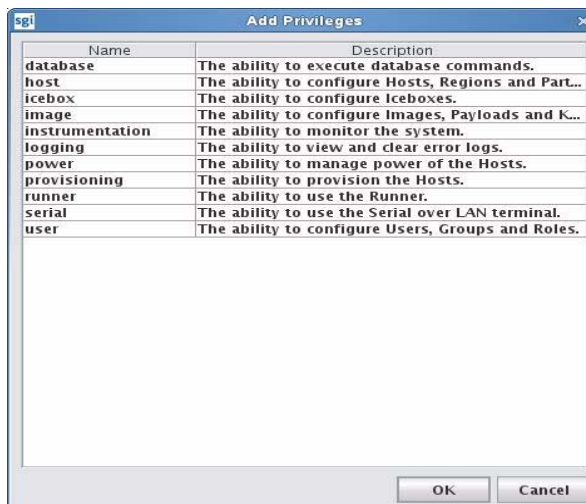 sgi Add Privileges x
Name Description
database The ability to execute database commands.
host The ability to configure Hosts, Regions and Part...
icebox The ability to configure Iceboxes.
image The ability to configure Images, Payloads and K...
instrumentation The ability to monitor the system.
logging The ability to view and clear error logs.
power The ability to manage power of the Hosts.
provisioning The ability to provision the Hosts.
runner The ability to use the Runner.
serial The ability to use the Serial over LAN terminal.
user The ability to configure Users, Groups and Roles.
OK Cancel